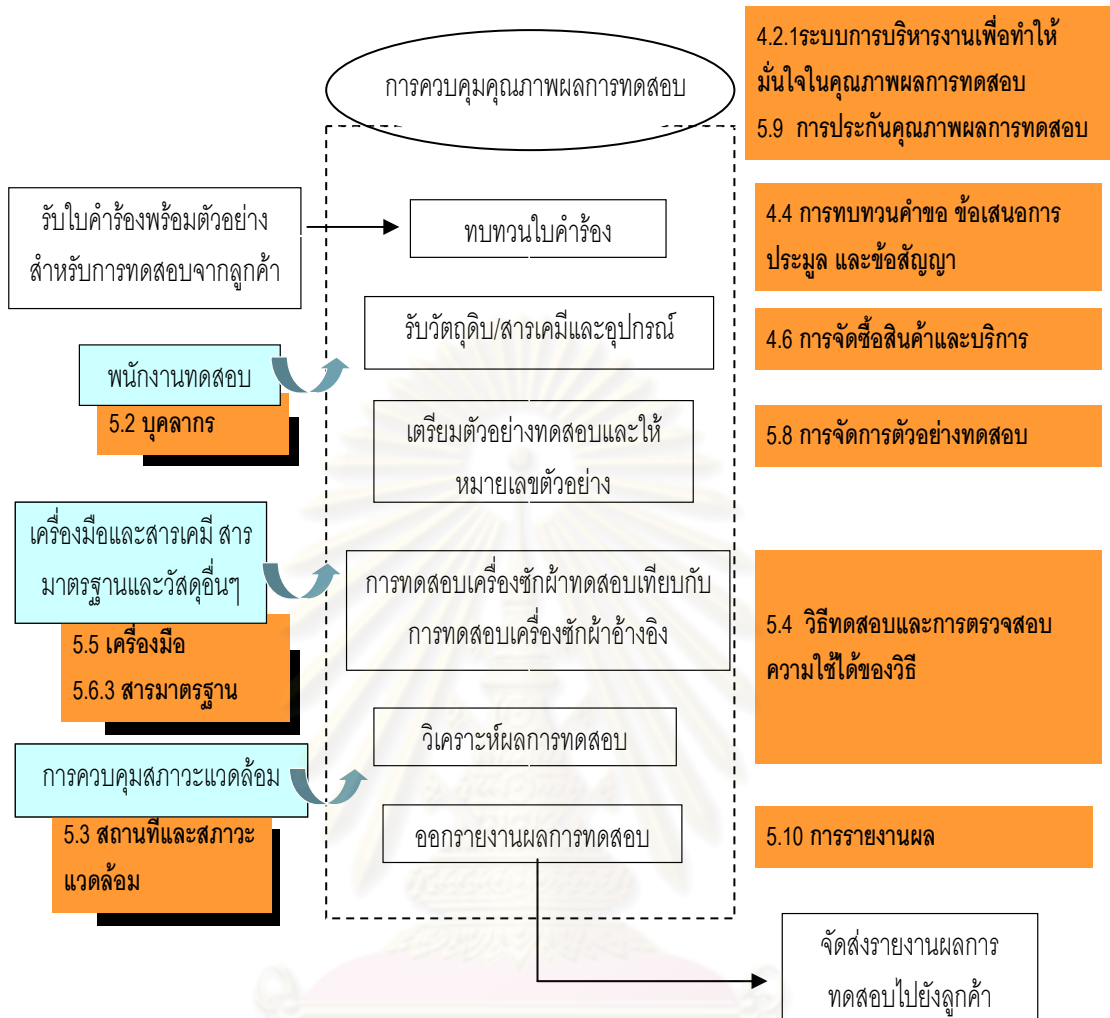 4.2.1ระบบการบริหารงานเพื่อทำให้
มั่นใจในคุณภาพผลการทดสอบ
5.9 การประกันคุณภาพผลการทดสอบ
การควบคุมคุณภาพผลการทดสอบ
รับใบคำร้องพร้อมตัวอย่าง
สำหรับการทดสอบจากลูกค้า
ทบทวนใบคำร้อง
4.4 การทบทวนคำขอ ข้อเสนอการ
ประมูล และข้อสัญญา
รับวัตถุดิบ/สารเคมีและอุปกรณ์
4.6 การจัดซื้อสินค้าและบริการ
พนักงานทดสอบ
5.2 บุคลากร
เตรียมตัวอย่างทดสอบและให้
หมายเลขตัวอย่าง
5.8 การจัดการตัวอย่างทดสอบ
เครื่องมือและสารเคมี สาร
มาตรฐานและวัสดุอื่นๆ
5.5 เครื่องมือ
5.6.3 สารมาตรฐาน
การทดสอบเครื่องซักผ้าทดสอบเทียบกับ
การทดสอบเครื่องซักผ้าอ้างอิง
5.4 วิธีทดสอบและการตรวจสอบ
ความใช้ได้ของวิธี
วิเคราะห์ผลการทดสอบ
การควบคุมสภาวะแวดล้อม
5.3 สถานที่และสภาวะ
แวดล้อม
ออกรายงานผลการทดสอบ
5.10 การรายงานผล
จัดส่งรายงานผลการ
ทดสอบไปยังลูกค้า